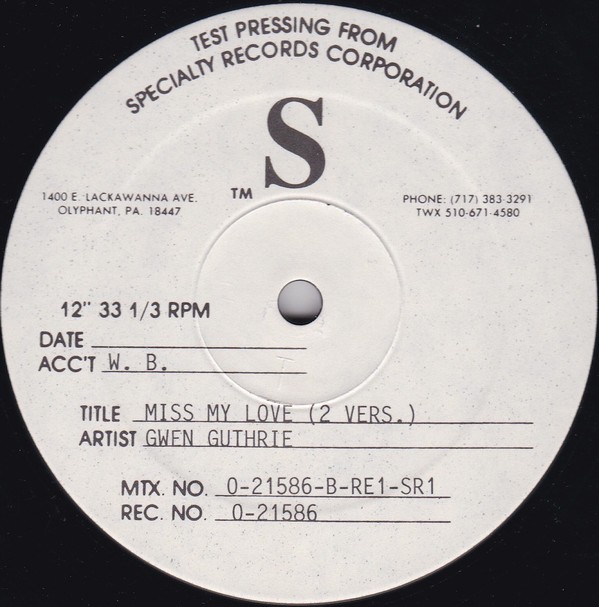 TEST PRESSING FROM
SPECIALTY RECORDS CORPORATION
S
TM
1400 E. LACKAWANNA AVE.
OLYPHANT, PA. 18447
PHONE: (717) 383-3291
TWX 510-671-4580
12" 33 1/3 RPM
DATE
ACC'T W. B.
TITLE MISS MY LOVE (2 VERS.)
ARTIST GWEN GUTHRIE
MTX. NO. 0-21586-B-RE1-SR1
REC. NO. 0-21586